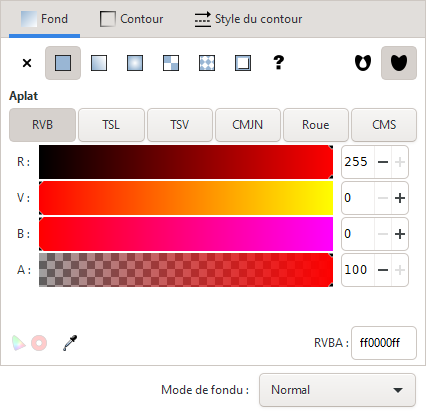 Fond Contour Style du contour
?
Aplat
RVB TSL TSV CMJN Roue CMS
R : 255 − +
V : 0 − +
B : 0 − +
A : 100 − +
RVBA : ff0000ff
Mode de fondu : Normal